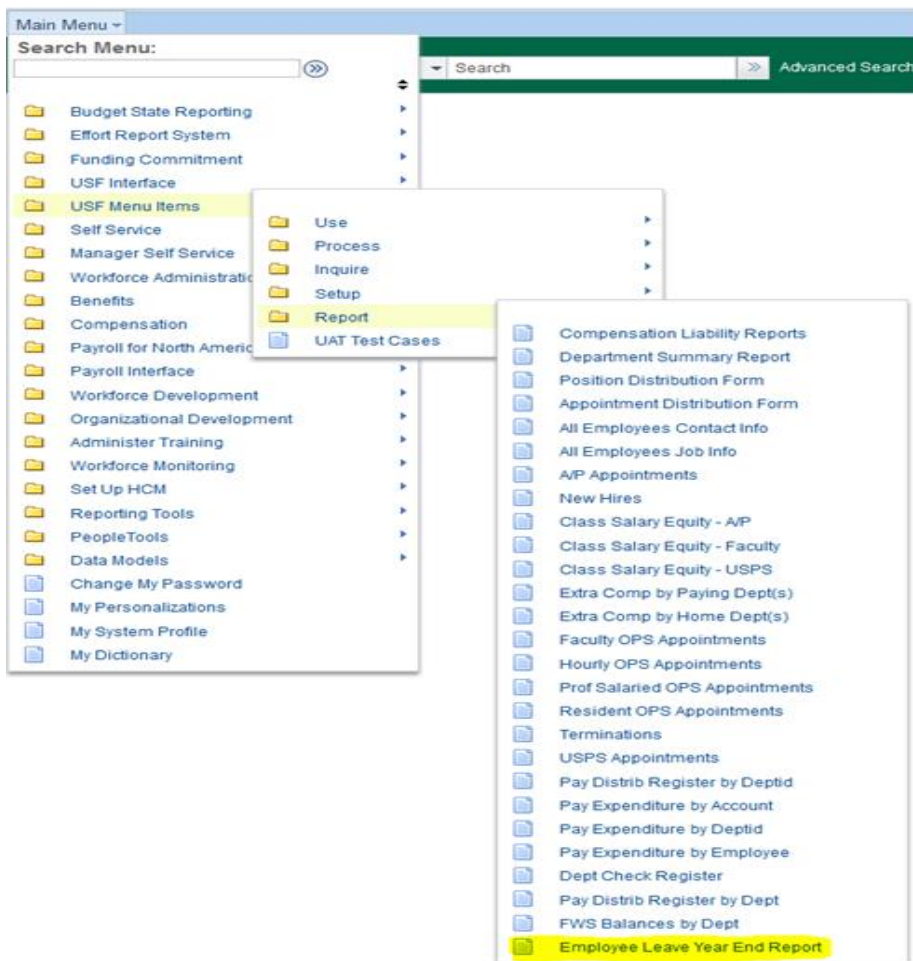 Main Menu
Search Menu:
Search
Advanced Search
Budget State Reporting
Effort Report System
Funding Commitment
USF Interface
USF Menu Items
Self Service
Manager Self Service
Workforce Administratio
Benefits
Compensation
Payroll for North Americ
Payroll Interface
Workforce Development
Organizational Development
Administer Training
Workforce Monitoring
Set Up HCM
Reporting Tools
PeopleTools
Data Models
Change My Password
My Personalizations
My System Profile
My Dictionary
Use
Process
Inquire
Setup
Report
UAT Test Cases
Compensation Liability Reports
Department Summary Report
Position Distribution Form
Appointment Distribution Form
All Employees Contact Info
All Employees Job Info
A/P Appointments
New Hires
Class Salary Equity - A/P
Class Salary Equity - Faculty
Class Salary Equity - USPS
Extra Comp by Paying Dept(s)
Extra Comp by Home Dept(s)
Faculty OPS Appointments
Hourly OPS Appointments
Prof Salaried OPS Appointments
Resident OPS Appointments
Terminations
USPS Appointments
Pay Distrib Register by Deptid
Pay Expenditure by Account
Pay Expenditure by Deptid
Pay Expenditure by Employee
Dept Check Register
Pay Distrib Register by Dept
FWS Balances by Dept
Employee Leave Year End Report